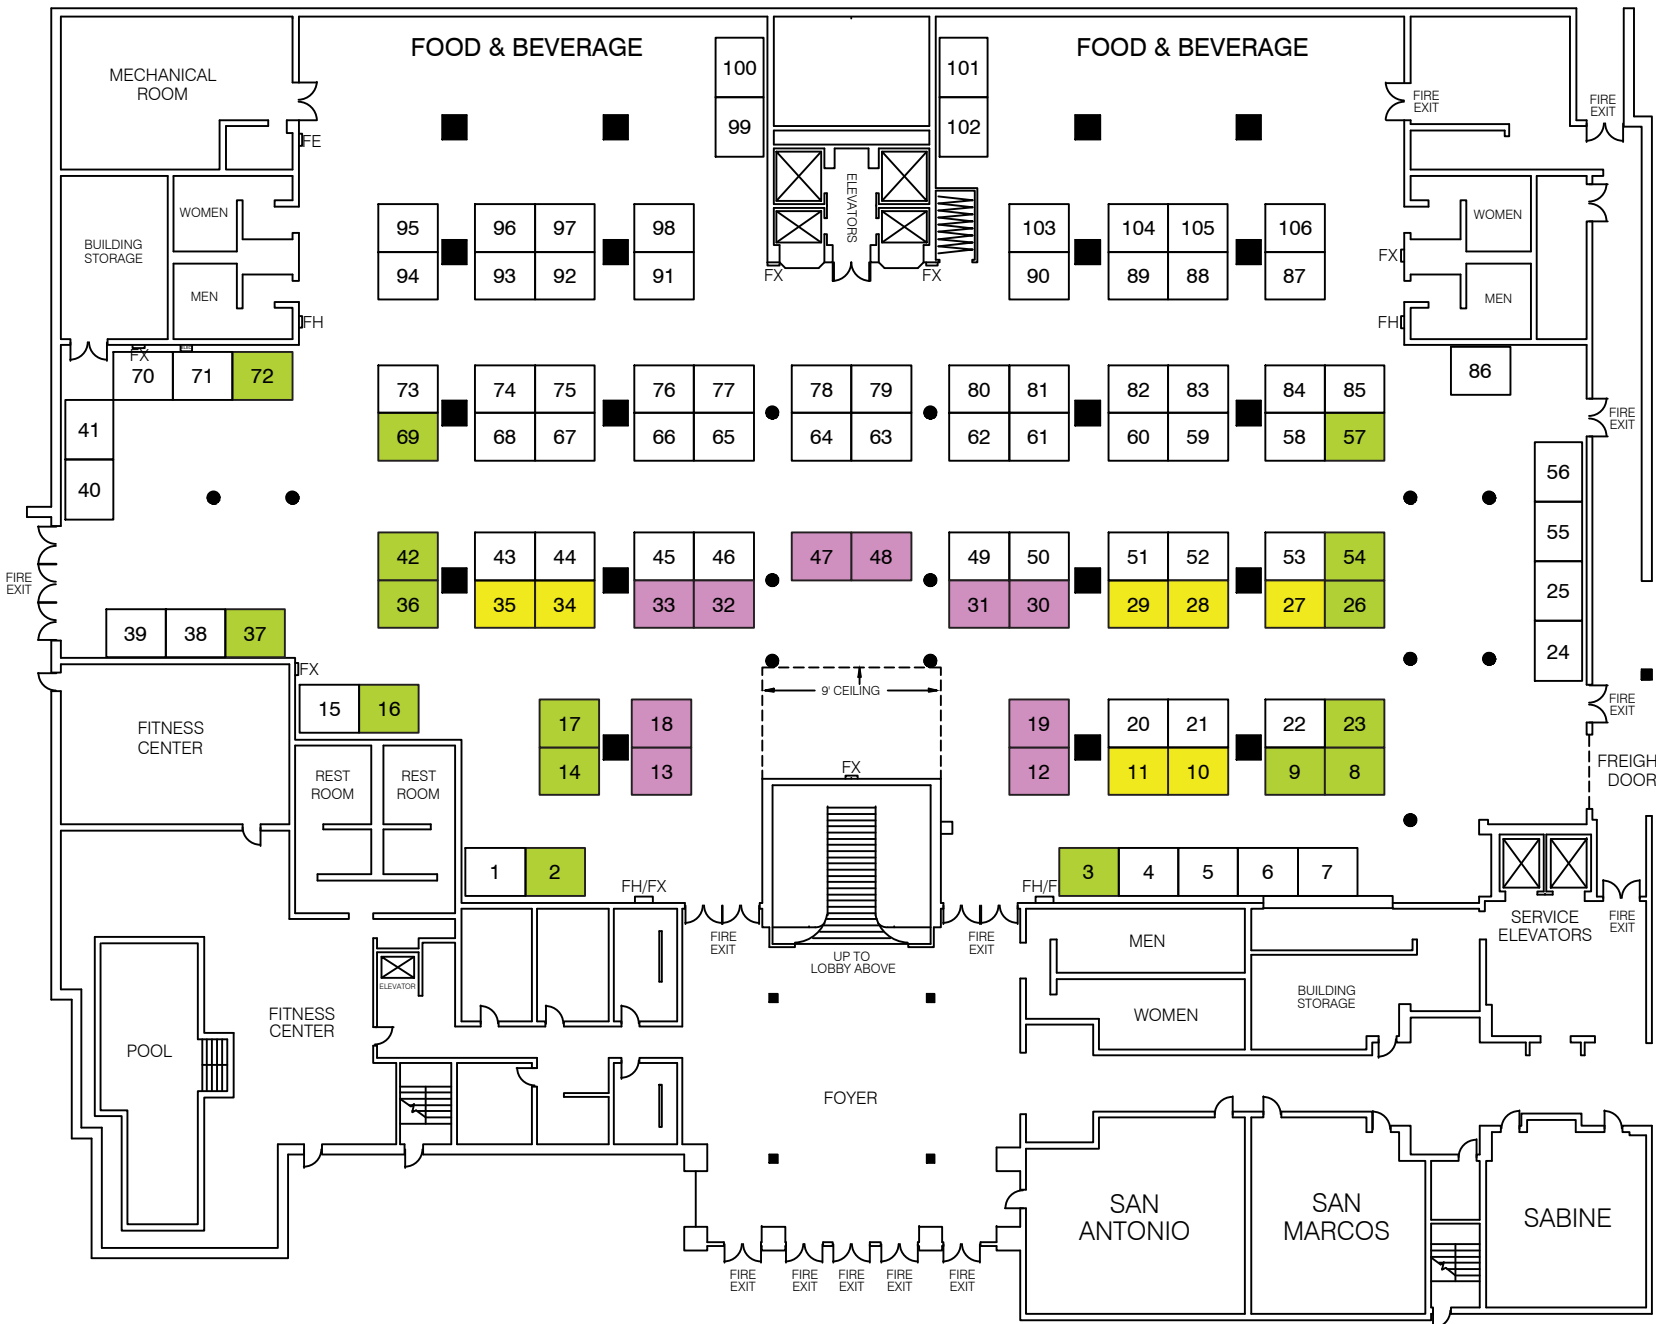 FOOD & BEVERAGE
FOOD & BEVERAGE
100
101
99
102
MECHANICAL
ROOM
FE
FIRE
EXIT
FIRE
EXIT
ELEVATORS
WOMEN
WOMEN
BUILDING
STORAGE
MEN
MEN
FH
FX
FX
FX
FH
95 96 97 98
103 104 105 106
94 93 92 91
90 89 88 87
FX
70 71 72
86
41
40
73 74 75 76 77 78 79 80 81 82 83 84 85
69 68 67 66 65 64 63 62 61 60 59 58 57
FIRE
EXIT
56
55
25
24
FIRE
EXIT
42 43 44 45 46 47 48 49 50 51 52 53 54
36 35 34 33 32 31 30 29 28 27 26
39 38 37
FX
15 16
FITNESS
CENTER
9' CEILING
17 18 19 20 21 22 23
14 13 12 11 10 9 8
FIRE
EXIT
FREIGH
DOOR
REST
ROOM
REST
ROOM
FX
1 2
3 4 5 6 7
FH/FX
FH/F
FIRE
EXIT
FIRE
EXIT
UP TO
LOBBY ABOVE
SERVICE
ELEVATORS
FIRE
EXIT
MEN
WOMEN
BUILDING
STORAGE
ELEVATOR
FITNESS
CENTER
POOL
FOYER
SAN
ANTONIO
SAN
MARCOS
SABINE
FIRE
EXIT
FIRE
EXIT
FIRE
EXIT
FIRE
EXIT
FIRE
EXIT